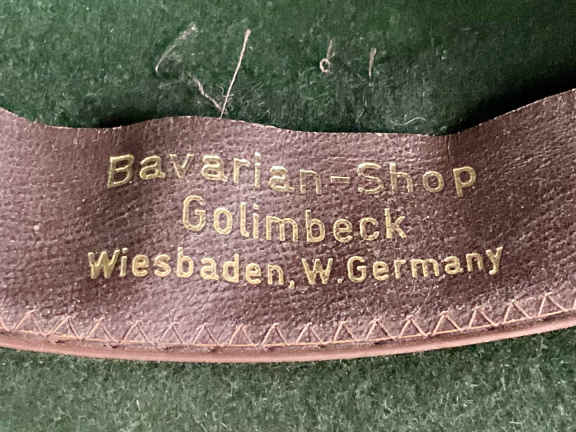 Bavarian-Shop
Golimbeck
Wiesbaden, W. Germany